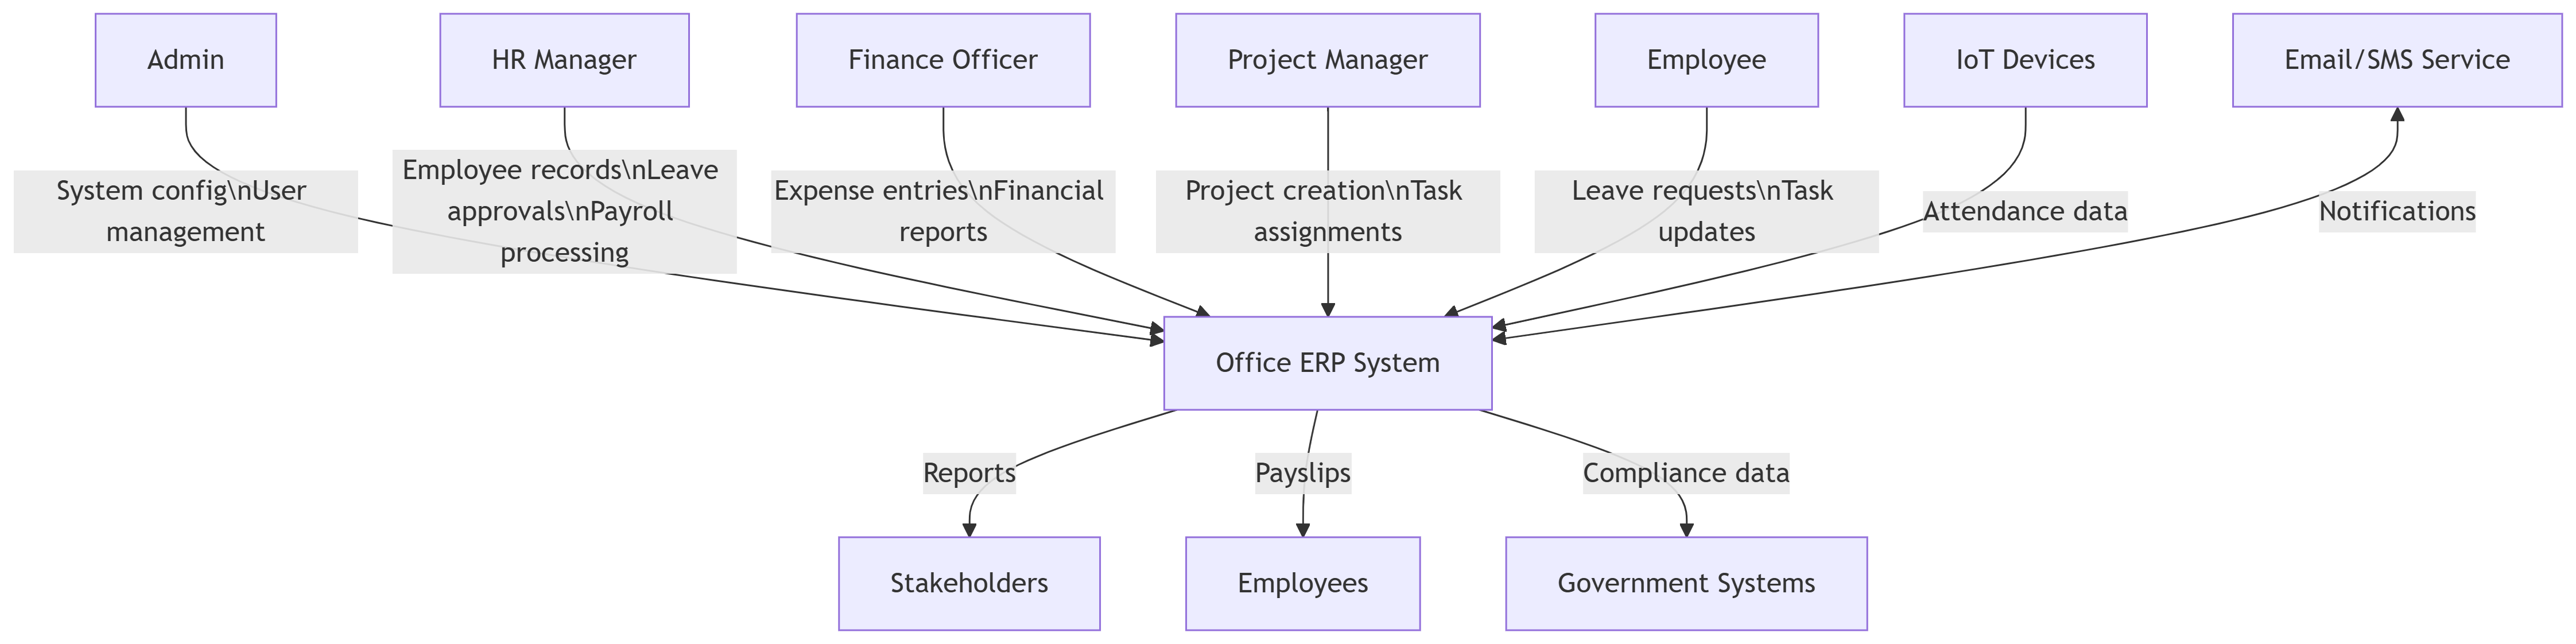 Admin
HR Manager
Finance Officer
Project Manager
Employee
IoT Devices
Email/SMS Service
System config\nUser
management
Employee records\nLeave
approvals\nPayroll
processing
Expense entries\nFinancial
reports
Project creation\nTask
assignments
Leave requests\nTask
updates
Attendance data
Notifications
Office ERP System
Reports
Payslips
Compliance data
Stakeholders
Employees
Government Systems